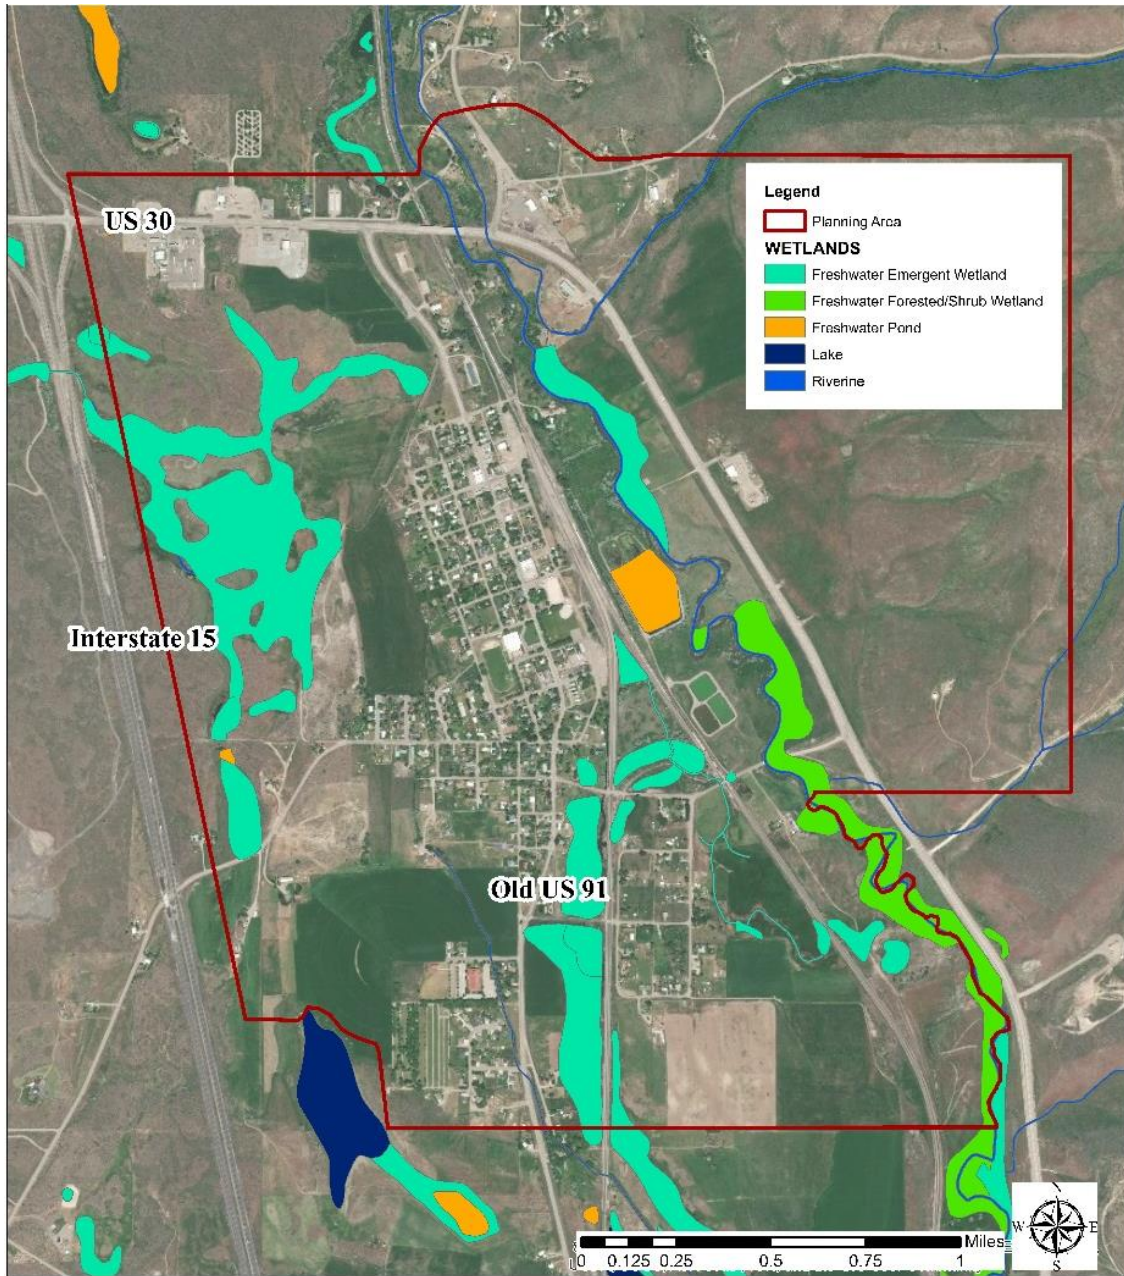 Legend
US 30
Planning Area
WETLANDS
Freshwater Emergent Wetland
Freshwater Forested/Shrub Wetland
Freshwater Pond
Lake
Riverine
Interstate 15
Old US 91
N
W E
S
Miles
0 0.125 0.25 0.5 0.75 1